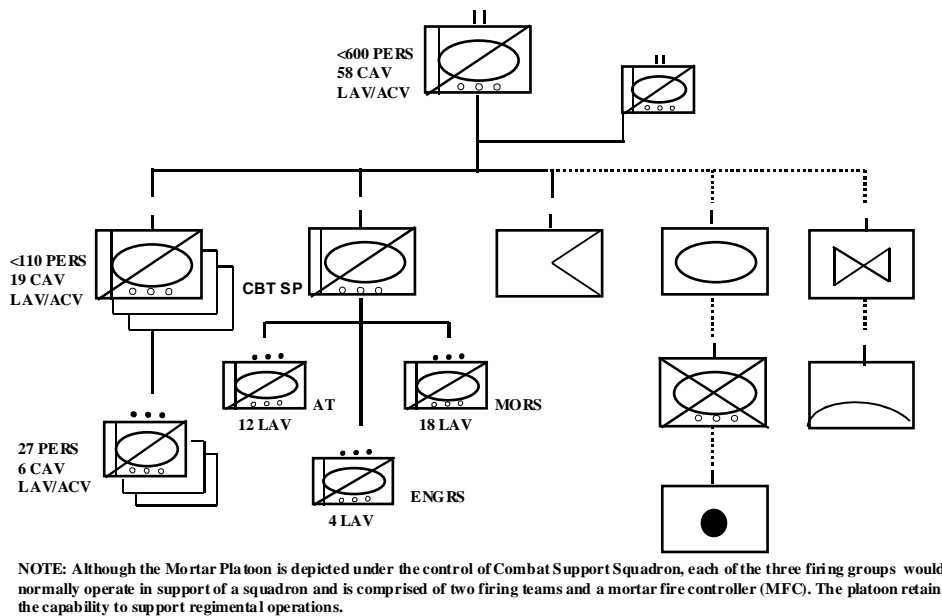 <600 PERS
58 CAV
LAV/ACV
<110 PERS
19 CAV
LAV/ACV
CBT SP
AT
12 LAV
MORS
18 LAV
27 PERS
6 CAV
LAV/ACV
ENGRS
4 LAV
NOTE: Although the Mortar Platoon is depicted under the control of Combat Support Squadron, each of the three firing groups would
normally operate in support of a squadron and is comprised of two firing teams and a mortar fire controller (MFC). The platoon retain
the capability to support regimental operations.